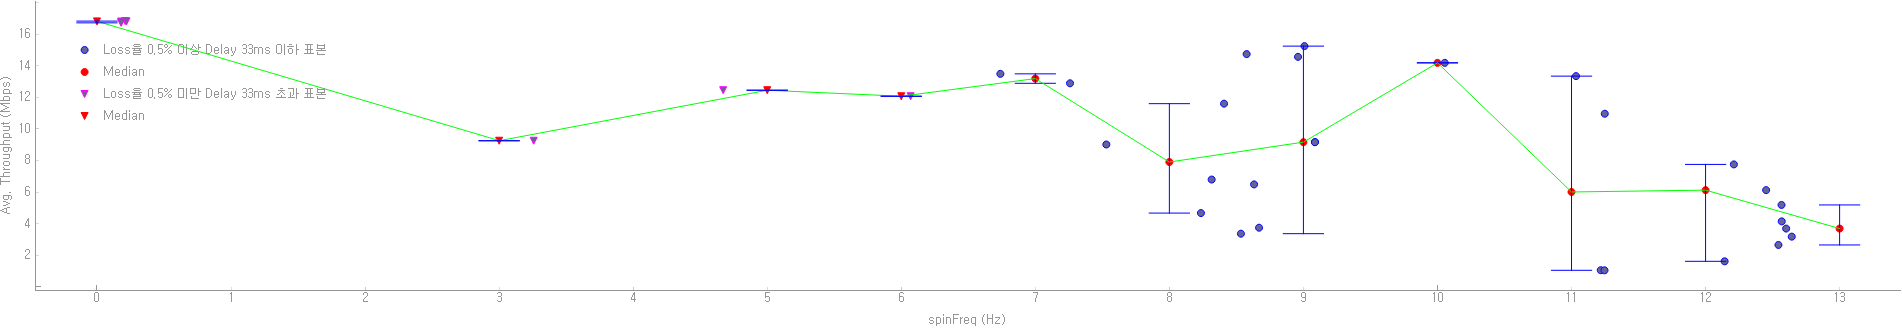 16
14
12
10
8
6
4
2
Avg. Throughput (Mbps)
Loss율 0,5% 이상 Delay 33ms 이하 표본
Median
Loss율 0,5% 미만 Delay 33ms 초과 표본
Median
0 1 2 3 4 5 6 7 8 9 10 11 12 13
spinFreq (Hz)